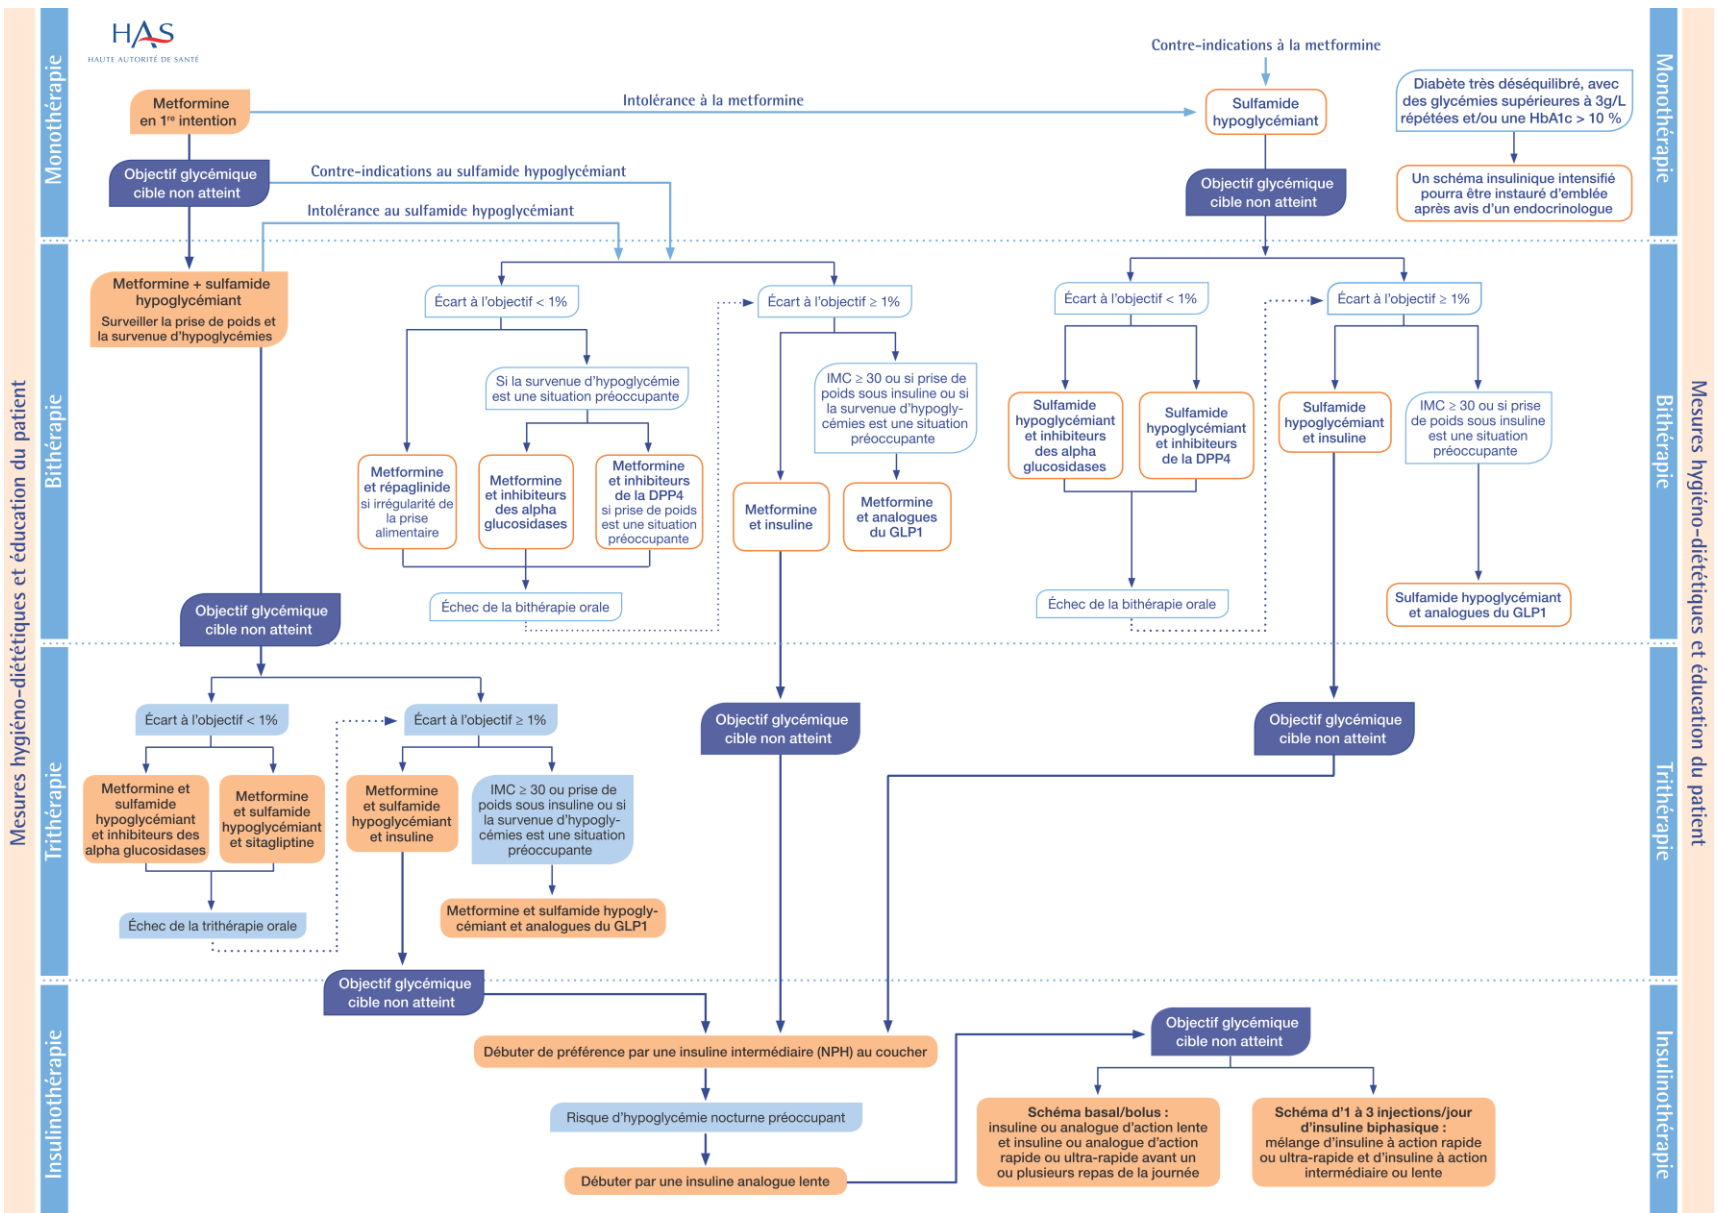 HAS
HAUTE AUTORITÉ DE SANTÉ
Mesures hygiéno-diététiques et éducation du patient
Monothérapie
Metformine
en 1re intention
Intolérance à la metformine
Contre-indications à la metformine
Sulfamide
hypoglycémiant
Diabète très déséquilibré, avec
des glycémies supérieures à 3g/L
répétées et/ou une HbA1c > 10 %
Un schéma insulinique intensifié
pourra être instauré d'emblée
après avis d'un endocrinologue
Objectif glycémique
cible non atteint
Contre-indications au sulfamide hypoglycémiant
Intolérance au sulfamide hypoglycémiant
Objectif glycémique
cible non atteint
Monothérapie
Bithérapie
Metformine + sulfamide
hypoglycémiant
Surveiller la prise de poids et
la survenue d'hypoglycémies
Écart à l'objectif < 1%
Si la survenue d'hypoglycémie
est une situation préoccupante
Metformine
et répaglinide
si irrégularité de
la prise
alimentaire
Metformine
et inhibiteurs
des alpha
glucosidases
Metformine
et inhibiteurs
de la DPP4
si prise de poids
est une situation
préoccupante
Échec de la bithérapie orale
Écart à l'objectif ≥ 1%
IMC ≥ 30 ou si prise de
poids sous insuline ou si
la survenue d'hypogly-
cémies est une situation
préoccupante
Metformine
et insuline
Metformine
et analogues
du GLP1
Écart à l'objectif < 1%
Sulfamide
hypoglycémiant
et inhibiteurs
des alpha
glucosidases
Sulfamide
hypoglycémiant
et inhibiteurs
de la DPP4
Échec de la bithérapie orale
Écart à l'objectif ≥ 1%
Sulfamide
hypoglycémiant
et insuline
IMC ≥ 30 ou si prise
de poids sous insuline
est une situation
préoccupante
Sulfamide hypoglycémiant
et analogues du GLP1
Objectif glycémique
cible non atteint
Bithérapie
Trithérapie
Écart à l'objectif < 1%
Metformine et
sulfamide
hypoglycémiant
et inhibiteurs des
alpha glucosidases
Metformine
et sulfamide
hypoglycémiant
et sitagliptine
Échec de la trithérapie orale
Écart à l'objectif ≥ 1%
Metformine
et sulfamide
hypoglycémiant
et insuline
IMC ≥ 30 ou prise de
poids sous insuline ou si
la survenue d'hypogly-
cémies est une situation
préoccupante
Metformine et sulfamide hypogly-
cémiant et analogues du GLP1
Objectif glycémique
cible non atteint
Objectif glycémique
cible non atteint
Trithérapie
Insulinothérapie
Objectif glycémique
cible non atteint
Débuter de préférence par une insuline intermédiaire (NPH) au coucher
Risque d'hypoglycémie nocturne préoccupant
Débuter par une insuline analogue lente
Objectif glycémique
cible non atteint
Schéma basal/bolus :
insuline ou analogue d'action lente
et insuline ou analogue d'action
rapide ou ultra-rapide avant un
ou plusieurs repas de la journée
Schéma d'1 à 3 injections/jour
d'insuline biphasique :
mélange d'insuline à action rapide
ou ultra-rapide et d'insuline à action
intermédiaire ou lente
Insulinothérapie
Mesures hygiéno-diététiques et éducation du patient